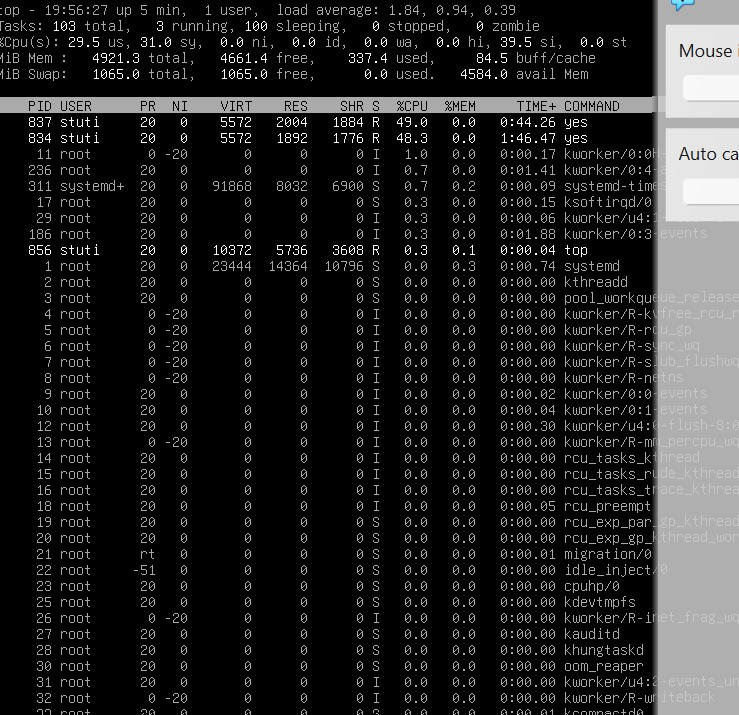 top - 19:56:27 up 5 min,  1 user,  load average: 1.84, 0.94, 0.39
Tasks: 103 total,   3 running, 100 sleeping,   0 stopped,   0 zombie
%Cpu(s): 29.5 us, 31.0 sy,  0.0 ni,  0.0 id,  0.0 wa,  0.0 hi, 39.5 si,  0.0 st
MiB Mem :   4921.3 total,   4661.4 free,    337.4 used,     84.5 buff/cache
MiB Swap:   1065.0 total,   1065.0 free,      0.0 used.   4584.0 avail Mem
PID USER PR NI VIRT RES SHR S %CPU %MEM TIME+ COMMAND
837 stuti 20 0 5572 2004 1884 R 49.0 0.0 0:44.26 yes
834 stuti 20 0 5572 1892 1776 R 48.3 0.0 1:46.47 yes
11 root 0 -20 0 0 0 I 1.0 0.0 0:00.17 kworker/0:0H
236 root 20 0 0 0 0 I 0.7 0.0 0:01.41 kworker/0:4-
311 systemd+ 20 0 91868 8032 6900 S 0.7 0.2 0:00.09 systemd-times
17 root 20 0 0 0 0 S 0.3 0.0 0:00.15 ksoftirqd/0
29 root 20 0 0 0 0 I 0.3 0.0 0:00.06 kworker/u4:
186 root 20 0 0 0 0 I 0.3 0.0 0:01.88 kworker/0:3-events
856 stuti 20 0 10372 5736 3608 R 0.3 0.1 0:00.04 top
1 root 20 0 23444 14364 10796 S 0.0 0.3 0:00.74 systemd
2 root 20 0 0 0 0 S 0.0 0.0 0:00.00 kthreadd
3 root 20 0 0 0 0 S 0.0 0.0 0:00.00 pool_workqueue_release
4 root 0 -20 0 0 0 I 0.0 0.0 0:00.00 kworker/R-kvfree_rcu_r
5 root 0 -20 0 0 0 I 0.0 0.0 0:00.00 kworker/R-rcu_gp
6 root 0 -20 0 0 0 I 0.0 0.0 0:00.00 kworker/R-sync_wq
7 root 0 -20 0 0 0 I 0.0 0.0 0:00.00 kworker/R-slub_flushwq
8 root 0 -20 0 0 0 I 0.0 0.0 0:00.00 kworker/R-netns
9 root 20 0 0 0 0 I 0.0 0.0 0:00.02 kworker/0:0-events
10 root 20 0 0 0 0 I 0.0 0.0 0:00.04 kworker/0:1-events
12 root 20 0 0 0 0 I 0.0 0.0 0:00.30 kworker/u4:0-flush-8:0
13 root 0 -20 0 0 0 I 0.0 0.0 0:00.00 kworker/R-mm_percpu_wq
14 root 20 0 0 0 0 I 0.0 0.0 0:00.00 rcu_tasks_kthread
15 root 20 0 0 0 0 I 0.0 0.0 0:00.00 rcu_tasks_rude_kthread
16 root 20 0 0 0 0 I 0.0 0.0 0:00.00 rcu_tasks_trace_kthrea
18 root 20 0 0 0 0 I 0.0 0.0 0:00.05 rcu_preempt
19 root 20 0 0 0 0 S 0.0 0.0 0:00.00 rcu_exp_par_gp_kthread
20 root 20 0 0 0 0 S 0.0 0.0 0:00.00 rcu_exp_gp_kthread_wor
21 root rt 0 0 0 0 S 0.0 0.0 0:00.01 migration/0
22 root -51 0 0 0 0 S 0.0 0.0 0:00.00 idle_inject/0
23 root 20 0 0 0 0 S 0.0 0.0 0:00.00 cpuhp/0
25 root 20 0 0 0 0 S 0.0 0.0 0:00.00 kdevtmpfs
26 root 0 -20 0 0 0 I 0.0 0.0 0:00.00 kworker/R-inet_frag_wq
27 root 20 0 0 0 0 S 0.0 0.0 0:00.00 kauditd
28 root 20 0 0 0 0 S 0.0 0.0 0:00.00 khungtaskd
30 root 20 0 0 0 0 S 0.0 0.0 0:00.00 oom_reaper
31 root 20 0 0 0 0 I 0.0 0.0 0:00.00 kworker/u4:2-events_un
32 root 0 -20 0 0 0 I 0.0 0.0 0:00.00 kworker/R-writeback
Mouse i
Auto ca